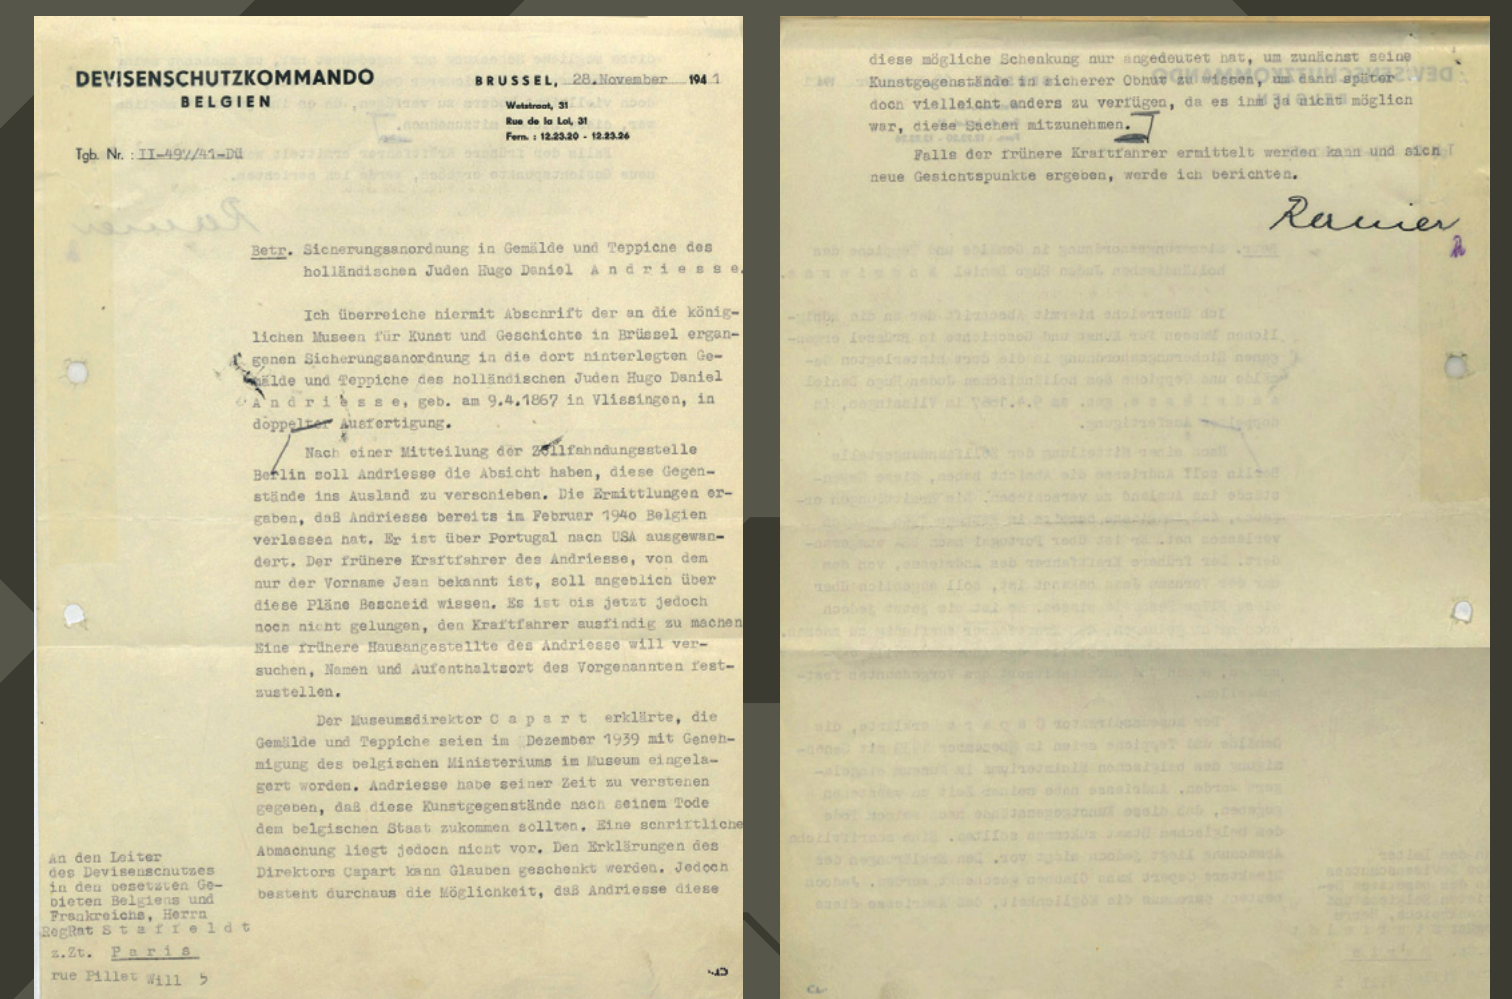 DEVISENSCHUTZKOMMANDO
BELGIEN
BRUSSEL, 28.November 1941
Wetstraat, 31
Rue de la Loi, 31
Fern. : 12.23.20 - 12.23.26
Tgb. Nr. : II-49/41-Dü
Betr. Sicherungsanordnung in Gemälde und Teppiche des
holländischen Juden Hugo Daniel A n d r i e s s e.
Ich überreiche hiermit Abschrift der an die könig-
lichen Museen für Kunst und Geschichte in Brüssel ergan-
genen Sicherungsanordnung in die dort hinterlegten Ge-
mälde und Teppiche des holländischen Juden Hugo Daniel
A n d r i e s s e, geb. am 9.4.1867 in Vlissingen, in
doppelter Ausfertigung.
Nach einer Mitteilung der Zollfahndungsstelle
Berlin soll Andriesse die Absicht haben, diese Gegen-
stände ins Ausland zu verschieben. Die Ermittlungen er-
gaben, daß Andriesse bereits im Februar 1940 Belgien
verlassen hat. Er ist über Portugal nach USA ausgewan-
dert. Der frühere Kraftfahrer des Andriesse, von dem
nur der Vorname Jean bekannt ist, soll angeblich über
diese Pläne Bescheid wissen. Es ist bis jetzt jedoch
noch nicht gelungen, den Kraftfahrer ausfindig zu machen
Eine frühere Hausangestellte des Andriesse will ver-
suchen, Namen und Aufenthaltsort des Vorgenannten fest-
zustellen.
Der Museumsdirektor C a p a r t erklärte, die
Gemälde und Teppiche seien im Dezember 1939 mit Geneh-
migung des belgischen Ministeriums im Museum eingela-
gert worden. Andriesse habe seiner Zeit zu verstehen
gegeben, daß diese Kunstgegenstände nach seinem Tode
dem belgischen Staat zukommen sollten. Eine schriftliche
Abmachung liegt jedoch nicht vor. Den Erklärungen des
Direktors Capart kann Glauben geschenkt werden. Jedoch
besteht durchaus die Möglichkeit, daß Andriesse diese
An den Leiter
des Devisenschutzes
in den besetzten Ge-
bieten Belgiens und
Frankreichs, Herrn
RegRat S t a f f e l d t
z.Zt. P a r i s
rue Pillet Will 5
diese mögliche Schenkung nur angedeutet hat, um zunächst seine
Kunstgegenstände in sicherer Obhut zu wissen, um dann später
doch vielleicht anders zu verfügen, da es ihm ja nicht möglich
war, diese Sachen mitzunehmen.
Falls der frühere Kraftfahrer ermittelt werden kann und sich
neue Gesichtspunkte ergeben, werde ich berichten.